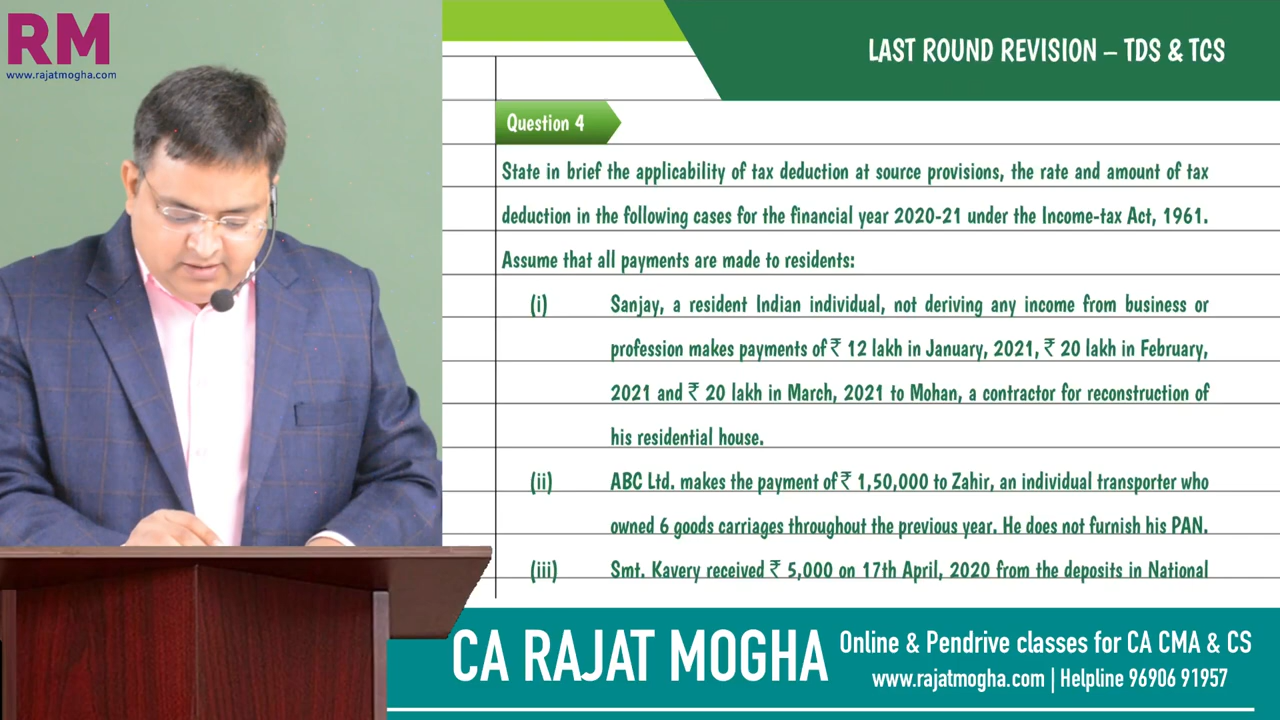 RM
www.rajatmogha.com
LAST ROUND REVISION – TDS & TCS
Question 4
State in brief the applicability of tax deduction at source provisions, the rate and amount of tax
deduction in the following cases for the financial year 2020-21 under the Income-tax Act, 1961.
Assume that all payments are made to residents:
(i) Sanjay, a resident Indian individual, not deriving any income from business or
profession makes payments of ₹ 12 lakh in January, 2021, ₹ 20 lakh in February,
2021 and ₹ 20 lakh in March, 2021 to Mohan, a contractor for reconstruction of
his residential house.
(ii) ABC Ltd. makes the payment of ₹ 1,50,000 to Zahir, an individual transporter who
owned 6 goods carriages throughout the previous year. He does not furnish his PAN.
(iii) Smt. Kavery received ₹ 5,000 on 17th April, 2020 from the deposits in National
CA RAJAT MOGHA
Online & Pendrive classes for CA CMA & CS
www.rajatmogha.com | Helpline 96906 91957